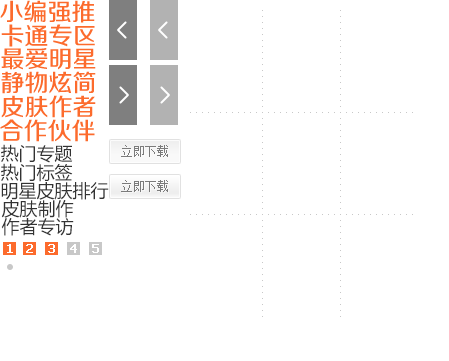 小编强推
卡通专区
最爱明星
静物炫简
皮肤作者
合作伙伴
热门专题
热门标签
明星皮肤排行
皮肤制作
作者专访
立即下载
立即下载
1 2 3 4 5